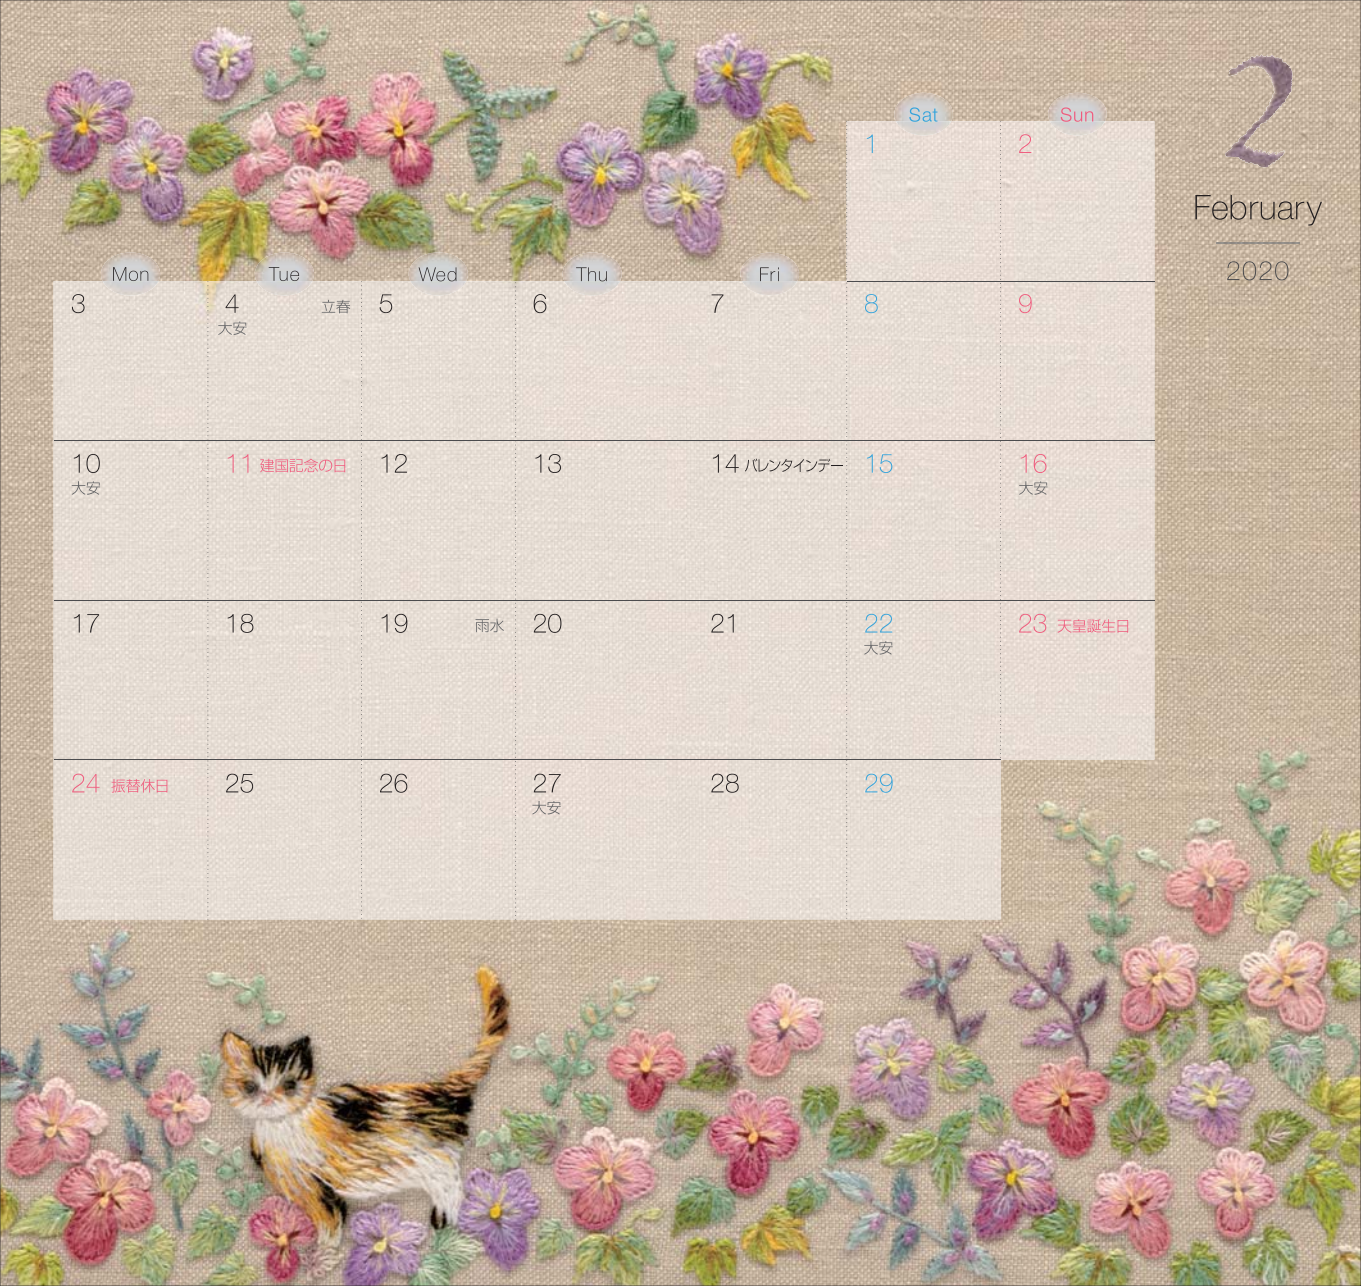 2
February
2020
Sat Sun
1 2
Mon Tue Wed Thu Fri
3 4 立春 5 6 7 8 9
大安
10 11 建国記念の日 12 13 14 バレンタインデー 15 16
大安 大安
17 18 19 雨水 20 21 22 23 天皇誕生日
大安
24 振替休日 25 26 27 28 29
大安